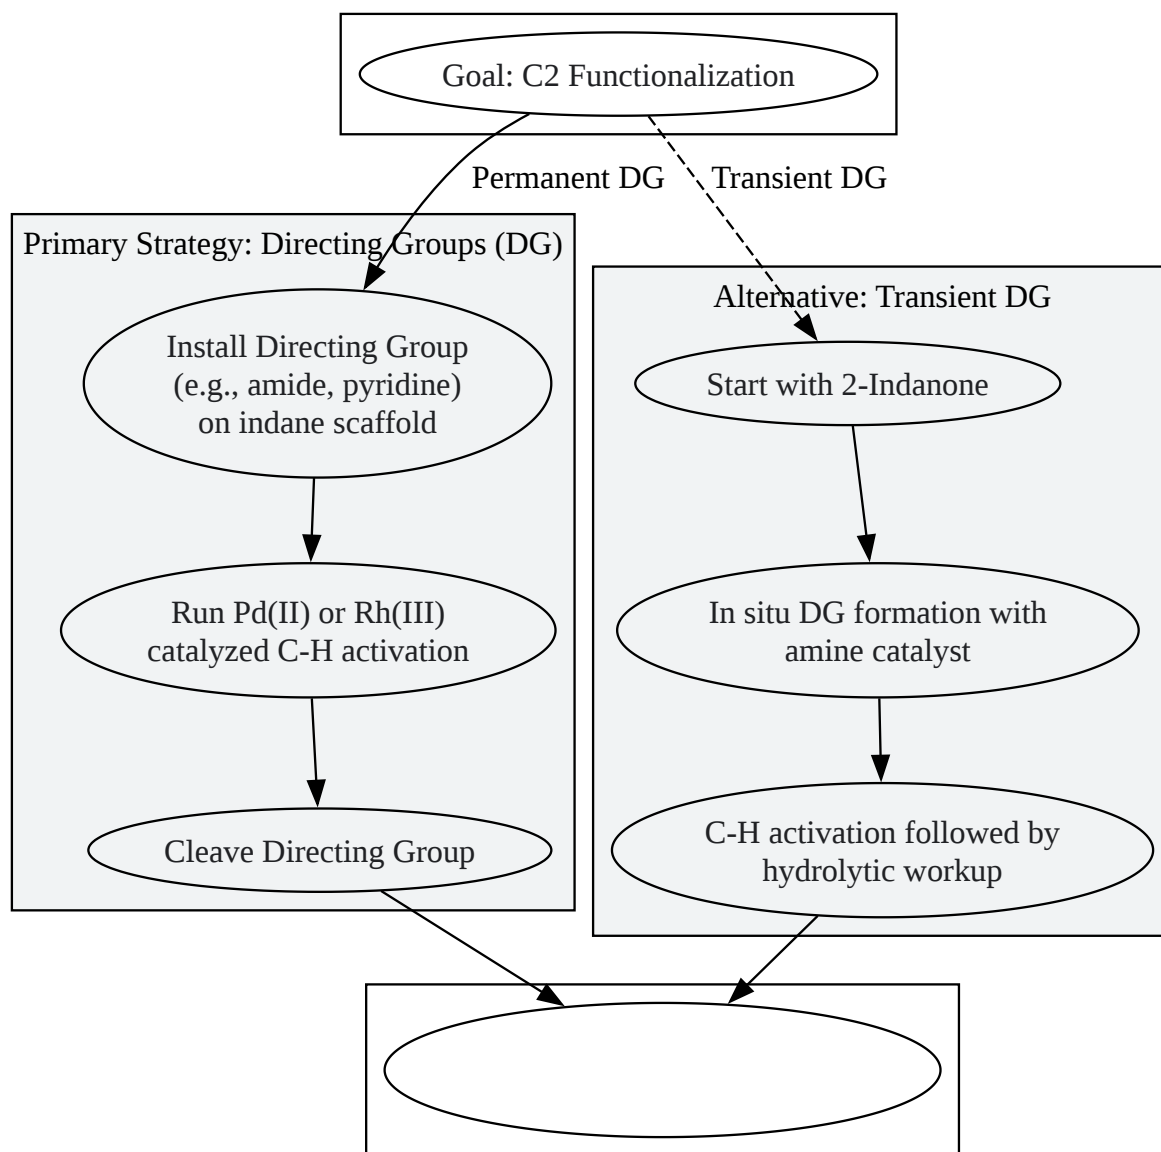 Goal: C2 Functionalization
Permanent DG
Transient DG
Primary Strategy: Directing Groups (DG)
Install Directing Group
(e.g., amide, pyridine)
on indane scaffold
Run Pd(II) or Rh(III)
catalyzed C-H activation
Cleave Directing Group
Alternative: Transient DG
Start with 2-Indanone
In situ DG formation with
amine catalyst
C-H activation followed by
hydrolytic workup